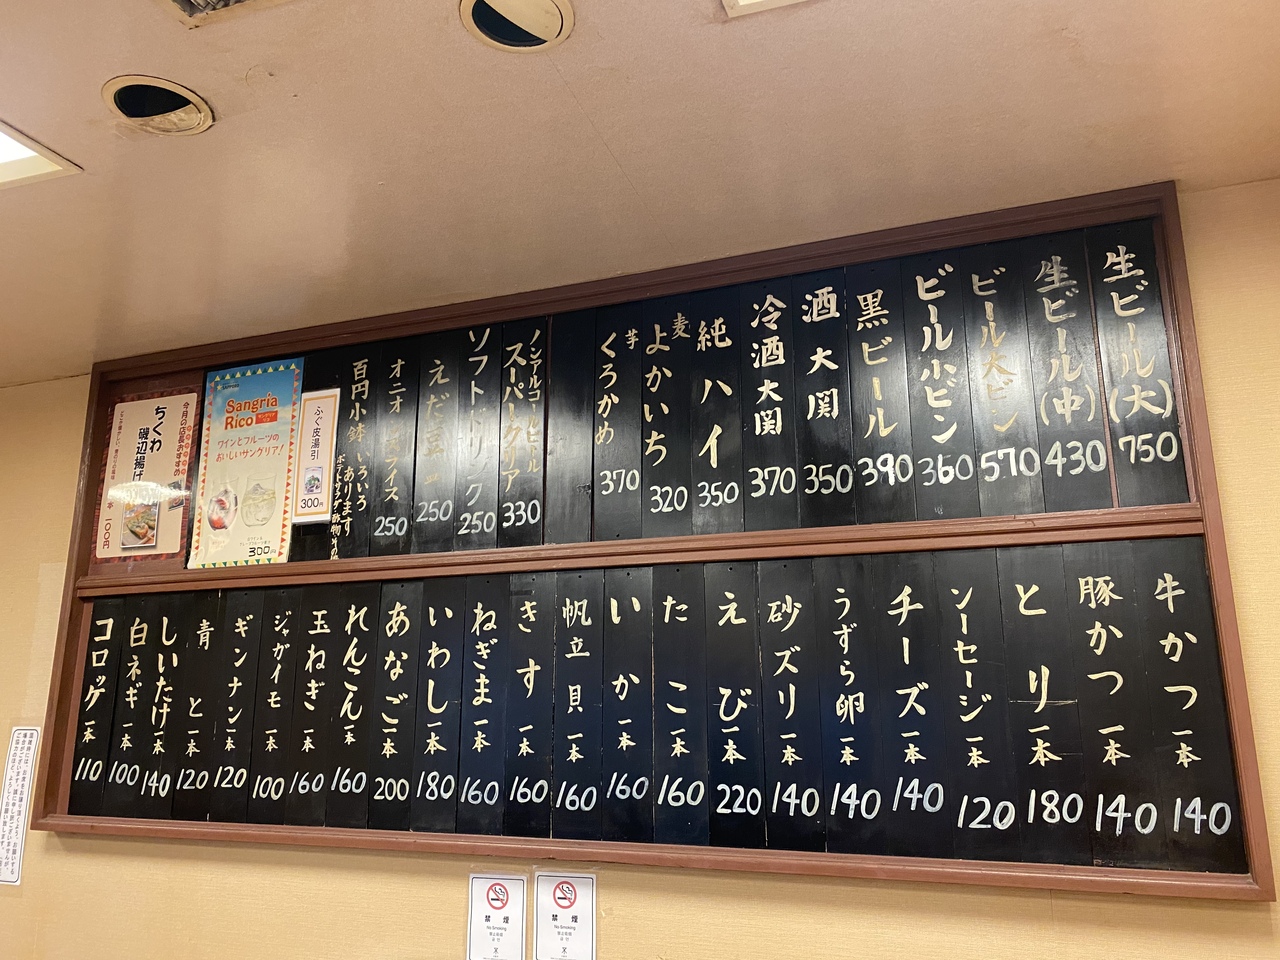 生ビール(大) 750
生ビール(中) 430
ビール大ビン 570
ビール小ビン 360
黒ビール 390
酒 大関 350
冷酒 大関 370
純ハイ 350
麦 よかいち 320
芋 くろかめ 370
ノンアルコールビール
スーパークリア 330
ソフトドリンク 250
えだ豆 250
オニオンスライス 250
百円小鉢いろいろあります
ふぐ皮湯引
300円
SAPPORO
Sangria
Rico
ワインとフルーツの
おいしいサングリア!
300
今月の店長おすすめ
ちくわ
磯辺揚げ
一〇〇円
牛かつ 一本 140
豚かつ 一本 140
とり 一本 180
ソーセージ 一本 120
チーズ 一本 140
うずら卵 一本 140
砂ズリ 一本 140
えび 一本 220
たこ 一本 160
いか 一本 160
帆立貝 一本 160
きす 一本 160
ねぎま 一本 160
いわし 一本 180
あなご 一本 200
れんこん 一本 160
玉ねぎ 一本 160
ジャガイモ 一本 100
ギンナン 一本 120
青と 一本 120
しいたけ 一本 140
白ネギ 一本 100
コロッケ 一本 110
禁煙
No Smoking
禁煙
No Smoking